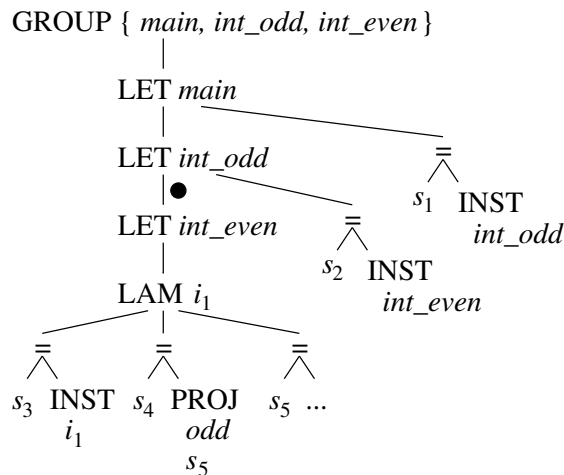 GROUP { main, int_odd, int_even }
LET main
LET int_odd
=
s1 INST
int_odd
LET int_even
=
s2 INST
int_even
LAM i1
= = =
s3 INST s4 PROJ s5 ...
i1 odd
s5